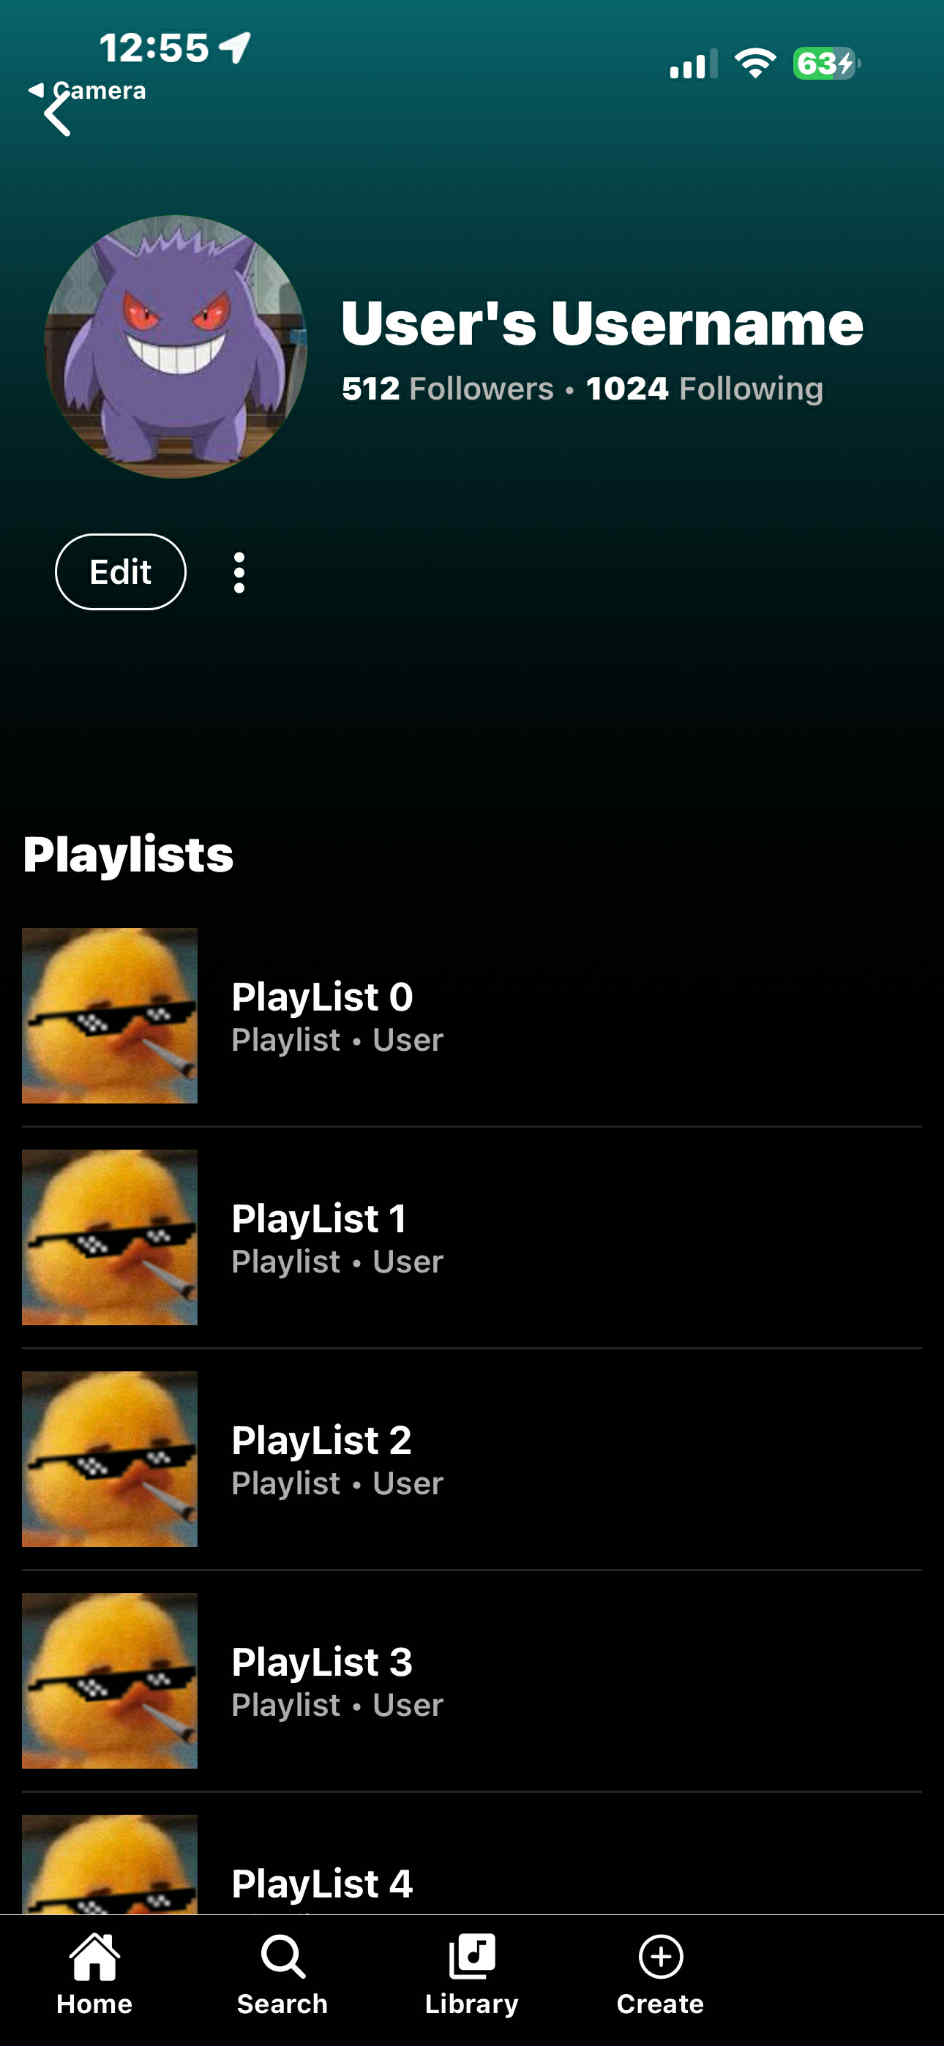 12:55
63
Camera
User's Username
512 Followers • 1024 Following
Edit
Playlists
PlayList 0
Playlist • User
PlayList 1
Playlist • User
PlayList 2
Playlist • User
PlayList 3
Playlist • User
PlayList 4
Home Search Library Create